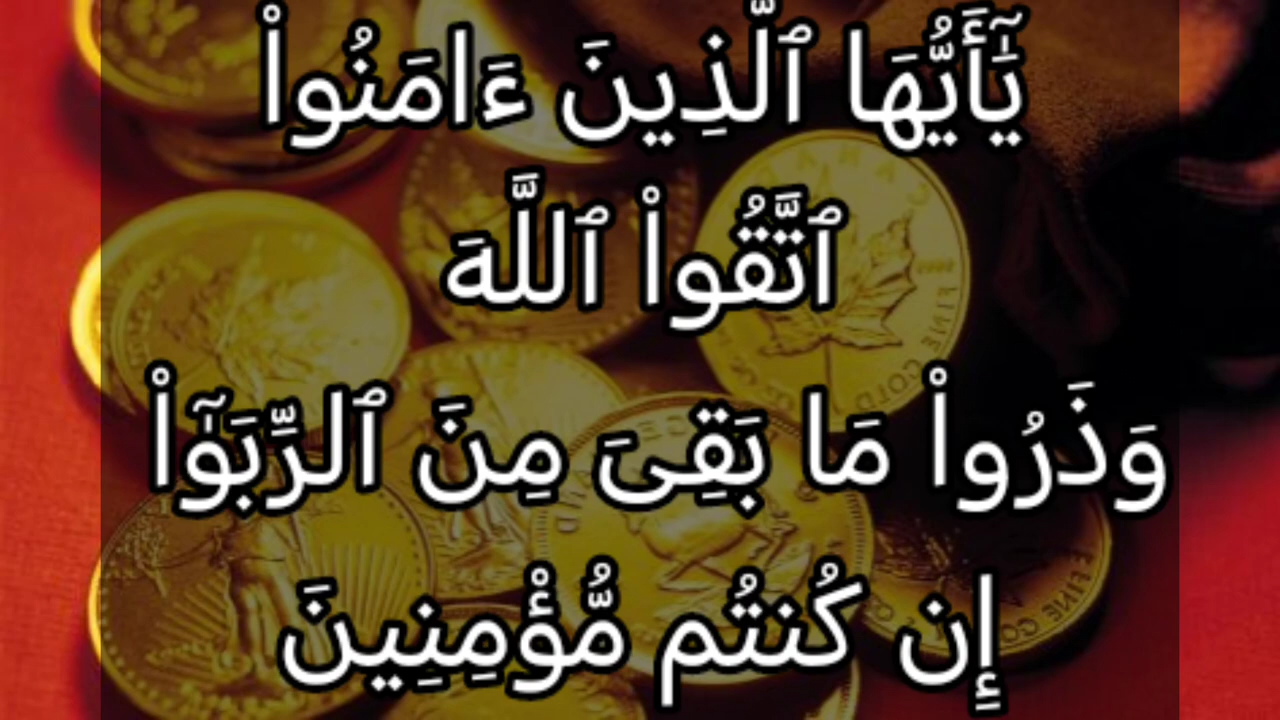 يَٰٓأَيُّهَا ٱلَّذِينَ ءَامَنُوا۟
ٱتَّقُوا۟ ٱللَّهَ
وَذَرُوا۟ مَا بَقِىَ مِنَ ٱلرِّبَوٰٓا۟
إِن كُنتُم مُّؤْمِنِينَ